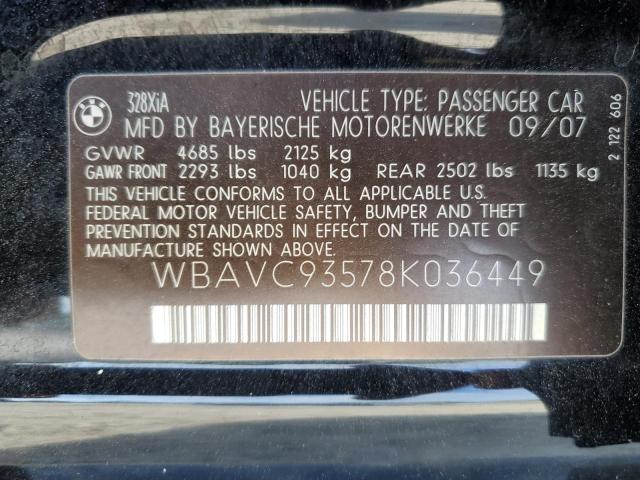 BMW
328XiA VEHICLE TYPE: PASSENGER CAR
MFD BY BAYERISCHE MOTORENWERKE 09/07
GVWR 4685 lbs 2125 kg
GAWR FRONT 2293 lbs 1040 kg REAR 2502 lbs 1135 kg
THIS VEHICLE CONFORMS TO ALL APPLICABLE U.S.
FEDERAL MOTOR VEHICLE SAFETY, BUMPER AND THEFT
PREVENTION STANDARDS IN EFFECT ON THE DATE OF
MANUFACTURE SHOWN ABOVE.
WBAVC93578K036449
2 122 606